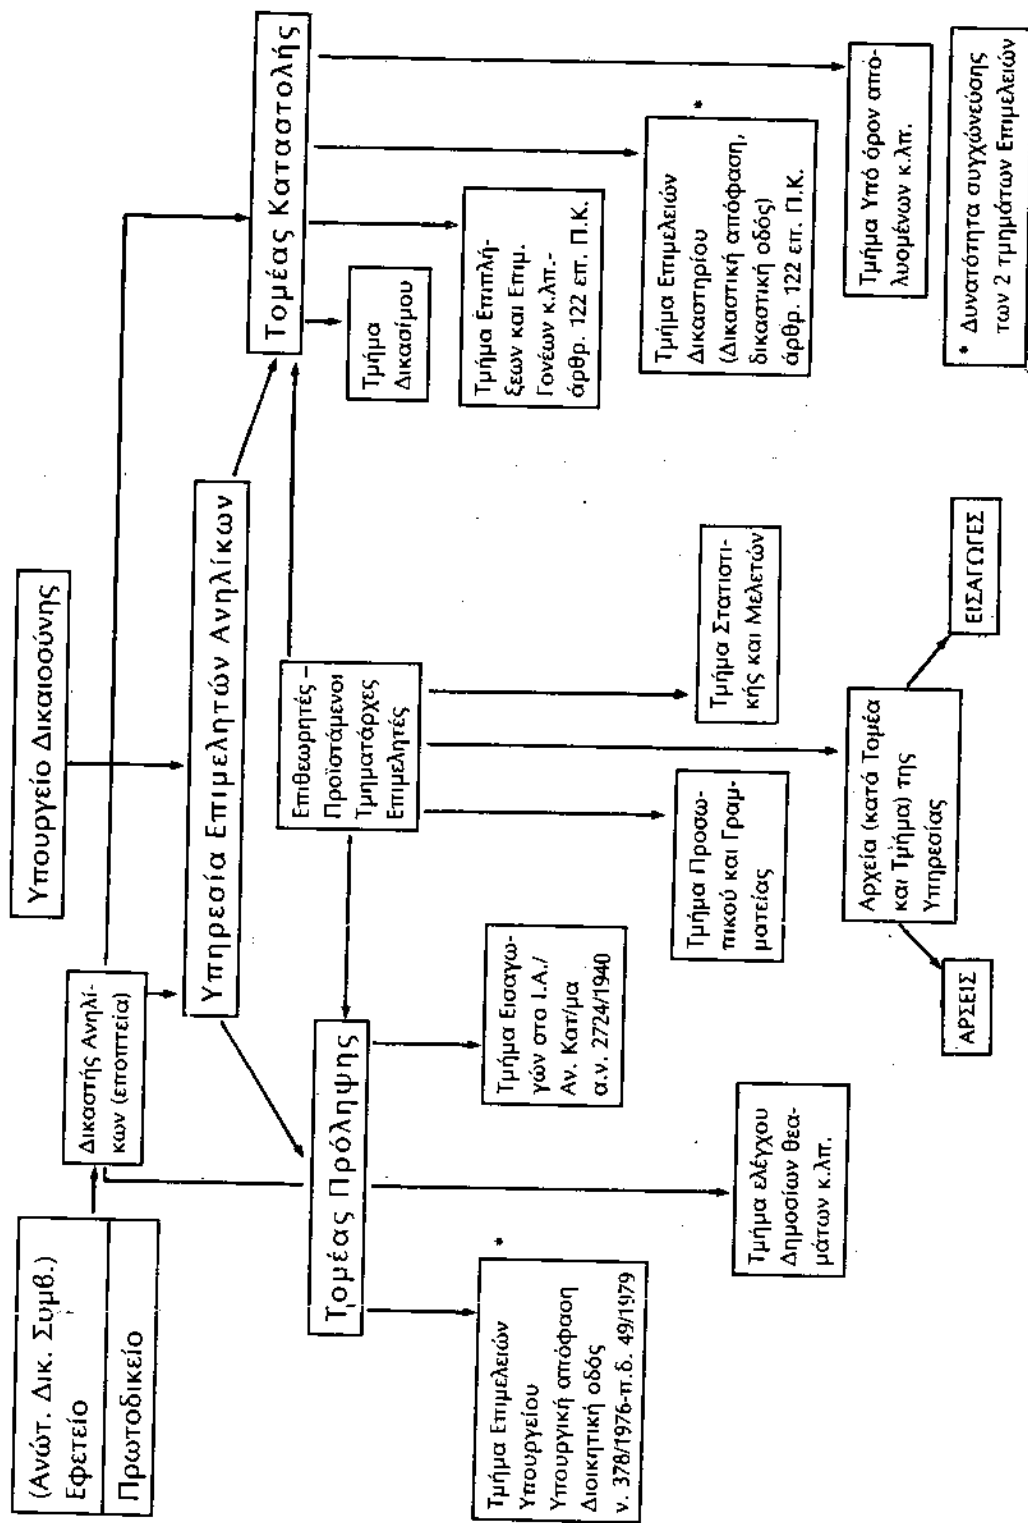 Υπουργείο Δικαιοσύνης
(Ανώτ. Δικ. Συμβ.)
Εφετείο
Πρωτοδικείο
Δικαστής Ανηλί-
κων (εποπτεία)
Υπηρεσία Επιμελητών Ανηλίκων
Τομέας Πρόληψης
Επιθεωρητές –
Προϊστάμενοι
Τμηματάρχες
Επιμελητές
Τομέας Καταστολής
Τμήμα Επιμελειών
Υπουργείου
Υπουργική απόφαση
Διοικητική οδός
ν. 378/1976-π.δ. 49/1979
*
Τμήμα ελέγχου
Δημοσίων θεα-
μάτων κ.λπ.
Τμήμα Εισαγω-
γών στα Ι.Α./
Αν. Κατ/μα
α.ν. 2724/1940
Τμήμα Προσω-
πικού και Γραμ-
ματείας
Τμήμα Στατιστι-
κής και Μελετών
Αρχεία (κατά Τομέα
και Τμήμα) της
Υπηρεσίας
ΑΡΣΕΙΣ
ΕΙΣΑΓΩΓΕΣ
Τμήμα
Δικασίμου
Τμήμα Επιπλή-
ξεων και Επιμ.
Γονέων κ.λπ.-
άρθρ. 122 επ. Π.Κ.
Τμήμα Επιμελειών
Δικαστηρίου
(Δικαστική απόφαση,
δικαστική οδός)
άρθρ. 122 επ. Π.Κ.
*
Τμήμα Υπό όρον απο-
λυομένων κ.λπ.
* Δυνατότητα συγχώνευσης
των 2 τμημάτων Επιμελειών